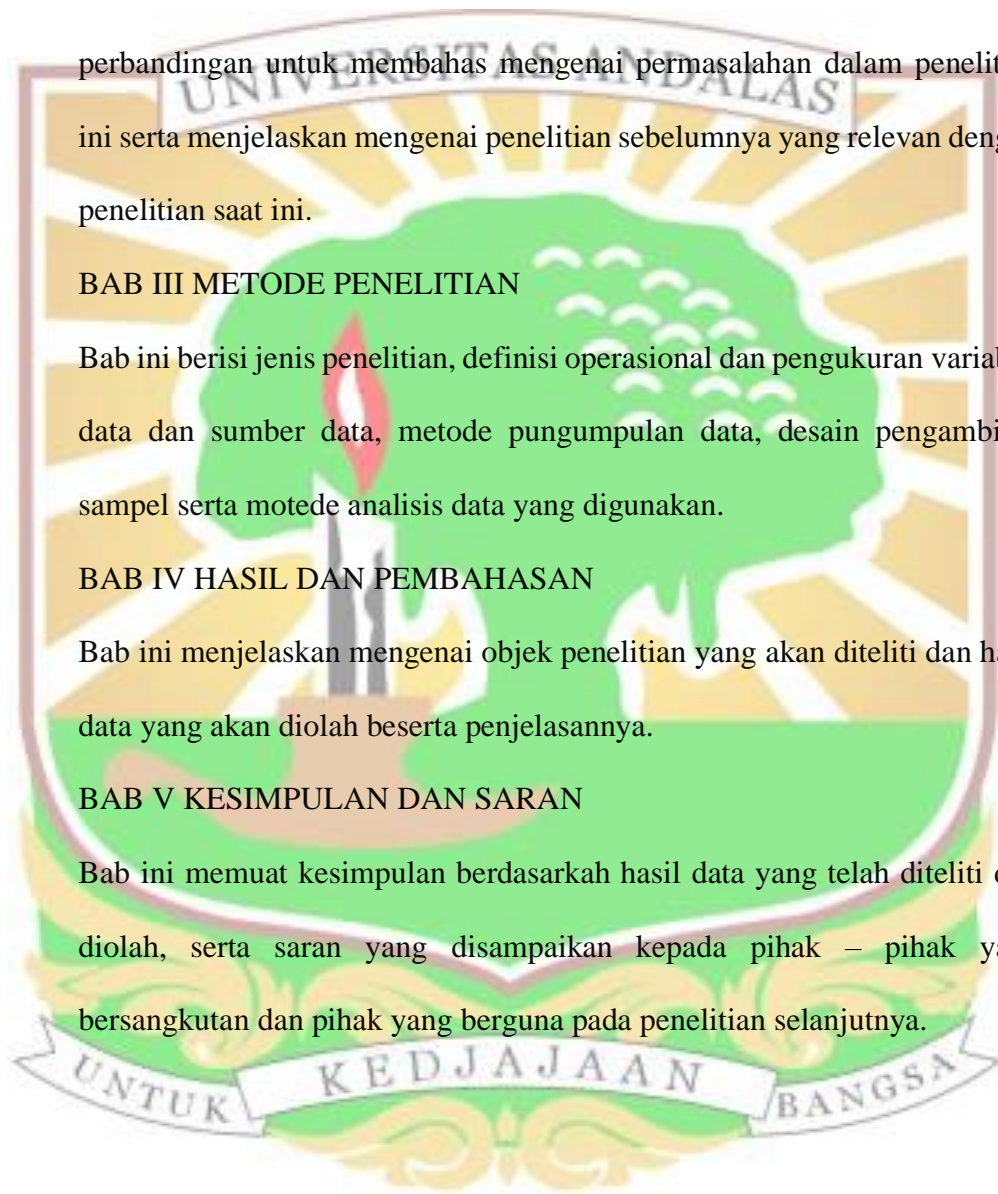 UNIVERSITAS ANDALAS
perbandingan untuk membahas mengenai permasalahan dalam penelit
ini serta menjelaskan mengenai penelitian sebelumnya yang relevan deng
penelitian saat ini.
BAB III METODE PENELITIAN
Bab ini berisi jenis penelitian, definisi operasional dan pengukuran variab
data dan sumber data, metode pungumpulan data, desain pengambi
sampel serta motede analisis data yang digunakan.
BAB IV HASIL DAN PEMBAHASAN
Bab ini menjelaskan mengenai objek penelitian yang akan diteliti dan ha
data yang akan diolah beserta penjelasannya.
BAB V KESIMPULAN DAN SARAN
Bab ini memuat kesimpulan berdasarkah hasil data yang telah diteliti d
diolah, serta saran yang disampaikan kepada pihak – pihak ya
bersangkutan dan pihak yang berguna pada penelitian selanjutnya.
UNTUK KEDJAJAAN BANGSA